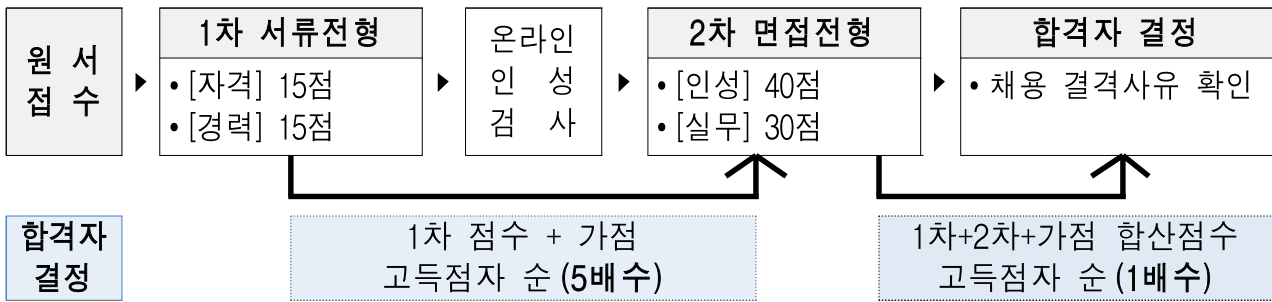 원 서
접 수
1차 서류전형
• [자격] 15점
• [경력] 15점
온라인
인 성
검 사
2차 면접전형
• [인성] 40점
• [실무] 30점
합격자 결정
• 채용 결격사유 확인
합격자
결정
1차 점수 + 가점
고득점자 순 (5배수)
1차+2차+가점 합산점수
고득점자 순 (1배수)